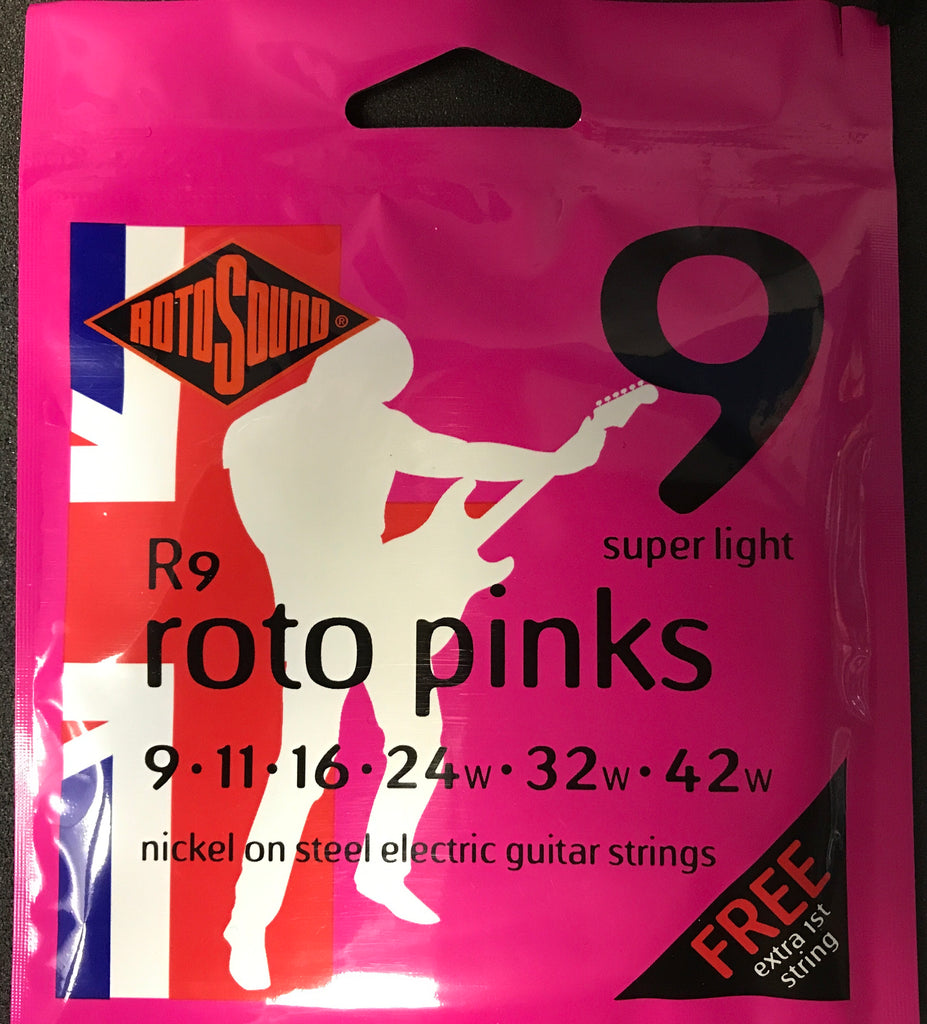 ROTOSOUND®
9
super light
R9
roto pinks
9·11·16·24W·32W·42W
nickel on steel electric guitar strings
FREE
extra 1st
string